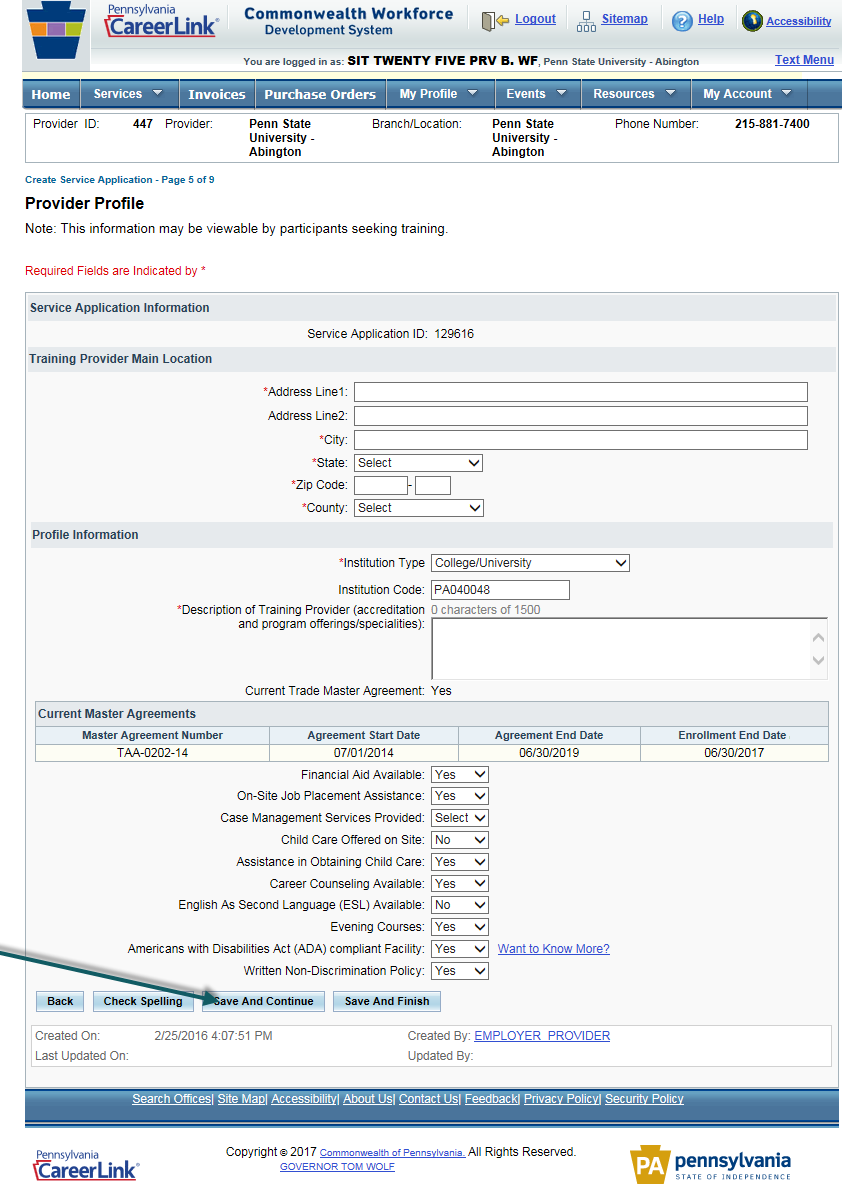 Pennsylvania
CareerLink®
Commonwealth Workforce
Development System
Logout
Sitemap
Help
Accessibility
You are logged in as: SIT TWENTY FIVE PRV B. WF, Penn State University - Abington
Text Menu
Home Services Invoices Purchase Orders My Profile Events Resources My Account
Provider ID: 447 Provider: Penn State University - Abington Branch/Location: Penn State University - Abington Phone Number: 215-881-7400
Create Service Application - Page 5 of 9
Provider Profile
Note: This information may be viewable by participants seeking training.
Required Fields are Indicated by *
Service Application Information
Service Application ID: 129616
Training Provider Main Location
*Address Line1:
Address Line2:
*City:
*State: Select
*Zip Code: -
*County: Select
Profile Information
*Institution Type College/University
Institution Code: PA040048
*Description of Training Provider (accreditation 0 characters of 1500
and program offerings/specialities):
Current Trade Master Agreement: Yes
Current Master Agreements
Master Agreement Number Agreement Start Date Agreement End Date Enrollment End Date
TAA-0202-14 07/01/2014 06/30/2019 06/30/2017
Financial Aid Available: Yes
On-Site Job Placement Assistance: Yes
Case Management Services Provided: Select
Child Care Offered on Site: No
Assistance in Obtaining Child Care: Yes
Career Counseling Available: Yes
English As Second Language (ESL) Available: No
Evening Courses: Yes
Americans with Disabilities Act (ADA) compliant Facility: Yes Want to Know More?
Written Non-Discrimination Policy: Yes
Back Check Spelling Save And Continue Save And Finish
Created On: 2/25/2016 4:07:51 PM Created By: EMPLOYER_PROVIDER
Last Updated On: Updated By:
Search Offices| Site Map| Accessibility| About Us| Contact Us| Feedback| Privacy Policy| Security Policy
Pennsylvania
CareerLink®
Copyright © 2017 Commonwealth of Pennsylvania. All Rights Reserved.
GOVERNOR TOM WOLF
PA pennsylvania
STATE OF INDEPENDENCE